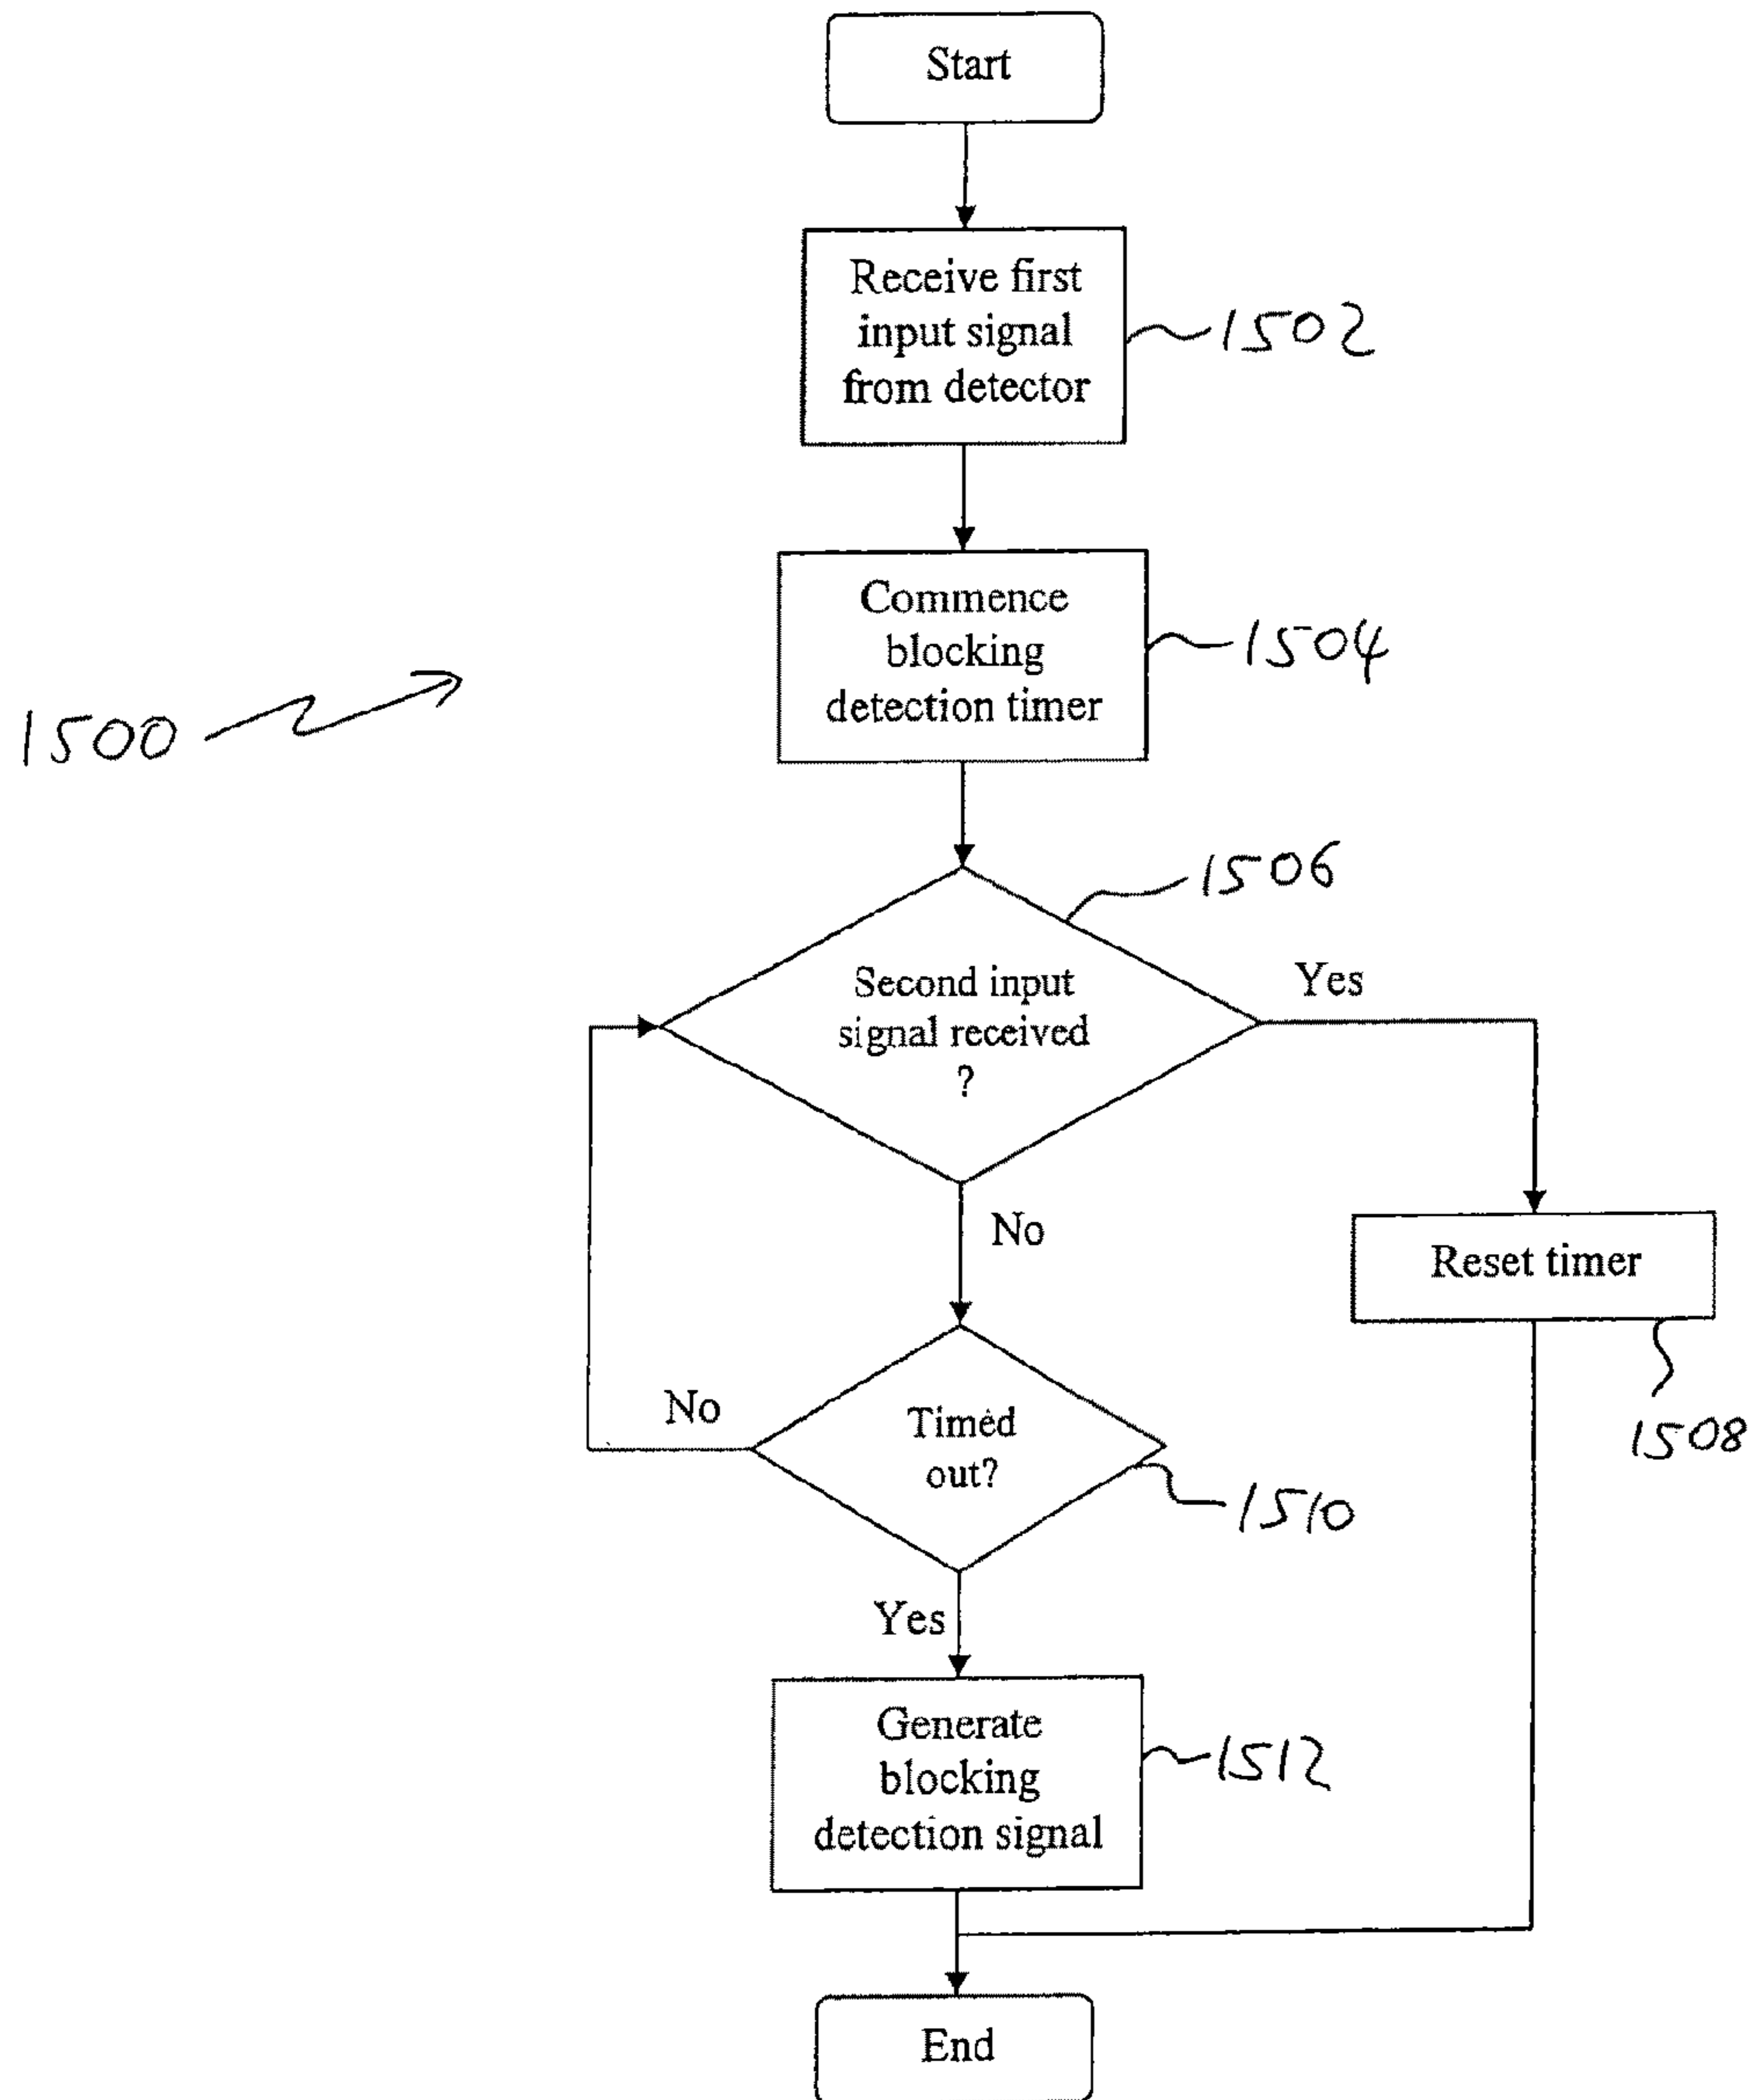 Start
Receive first
input signal
from detector
1502
Commence
blocking
detection timer
1504
1500
1506
Second input
signal received
?
Yes
No
Reset timer
1508
Timed
out?
No
1510
Yes
Generate
blocking
detection signal
1512
End